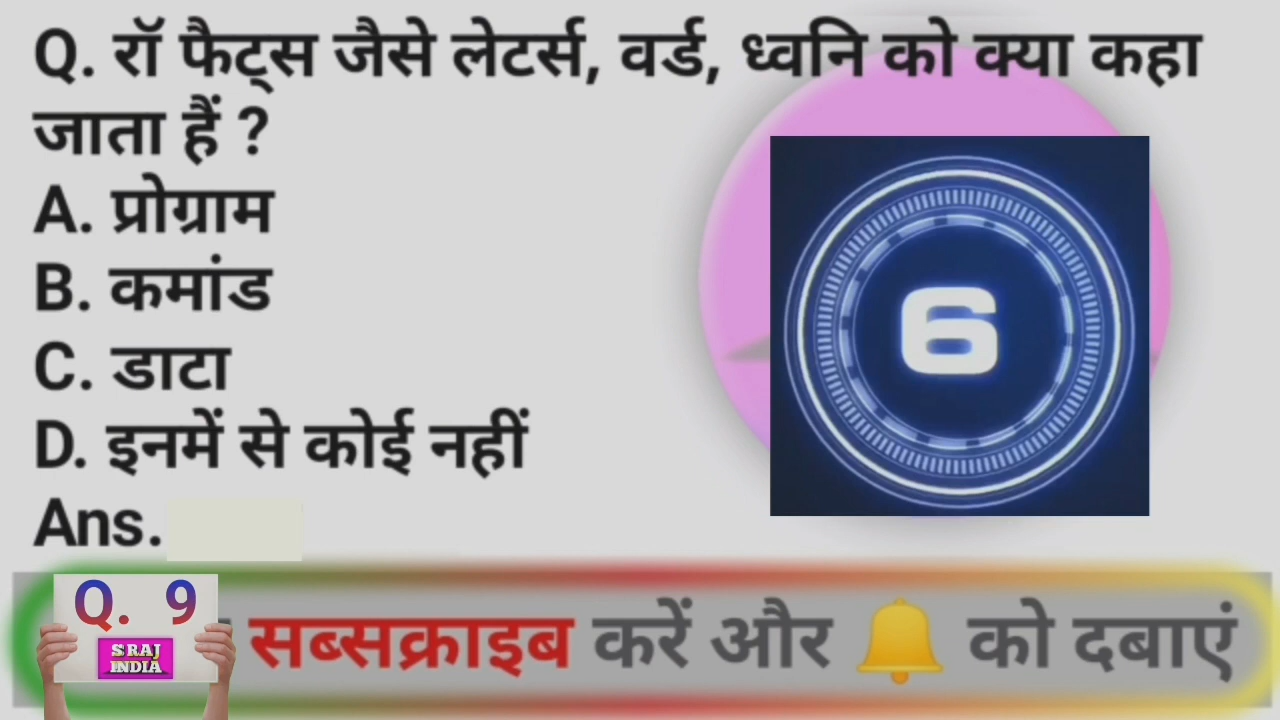 Q. रॉ फैट्स जैसे लेटर्स, वर्ड, ध्वनि को क्या कहा
जाता हैं ?
A. प्रोग्राम
B. कमांड
C. डाटा
D. इनमें से कोई नहीं
Ans.
6
Q. 9
S RAJ
INDIA
सब्सक्राइब करें और 🔔 को दबाएं